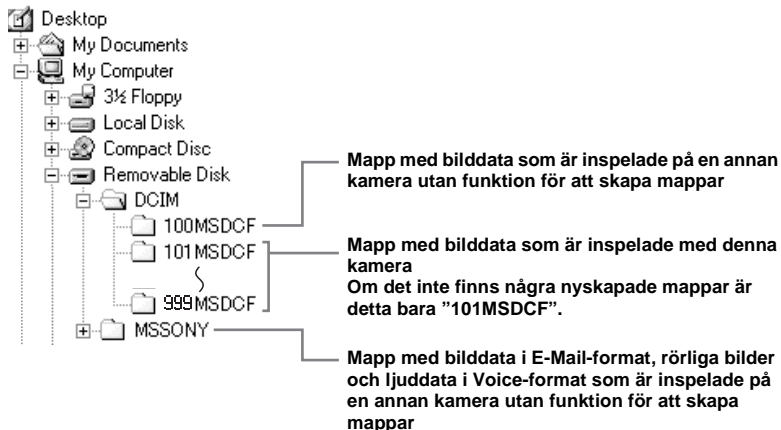 Desktop
My Documents
My Computer
3½ Floppy
Local Disk
Compact Disc
Removable Disk
DCIM
100MSDCF
101MSDCF
999MSDCF
MSSONY
Mapp med bilddata som är inspelade på en annan
kamera utan funktion för att skapa mappar
Mapp med bilddata som är inspelade med denna
kamera
Om det inte finns några nyskapade mappar är
detta bara ”101MSDCF”.
Mapp med bilddata i E-Mail-format, rörliga bilder
och ljuddata i Voice-format som är inspelade på
en annan kamera utan funktion för att skapa
mappar